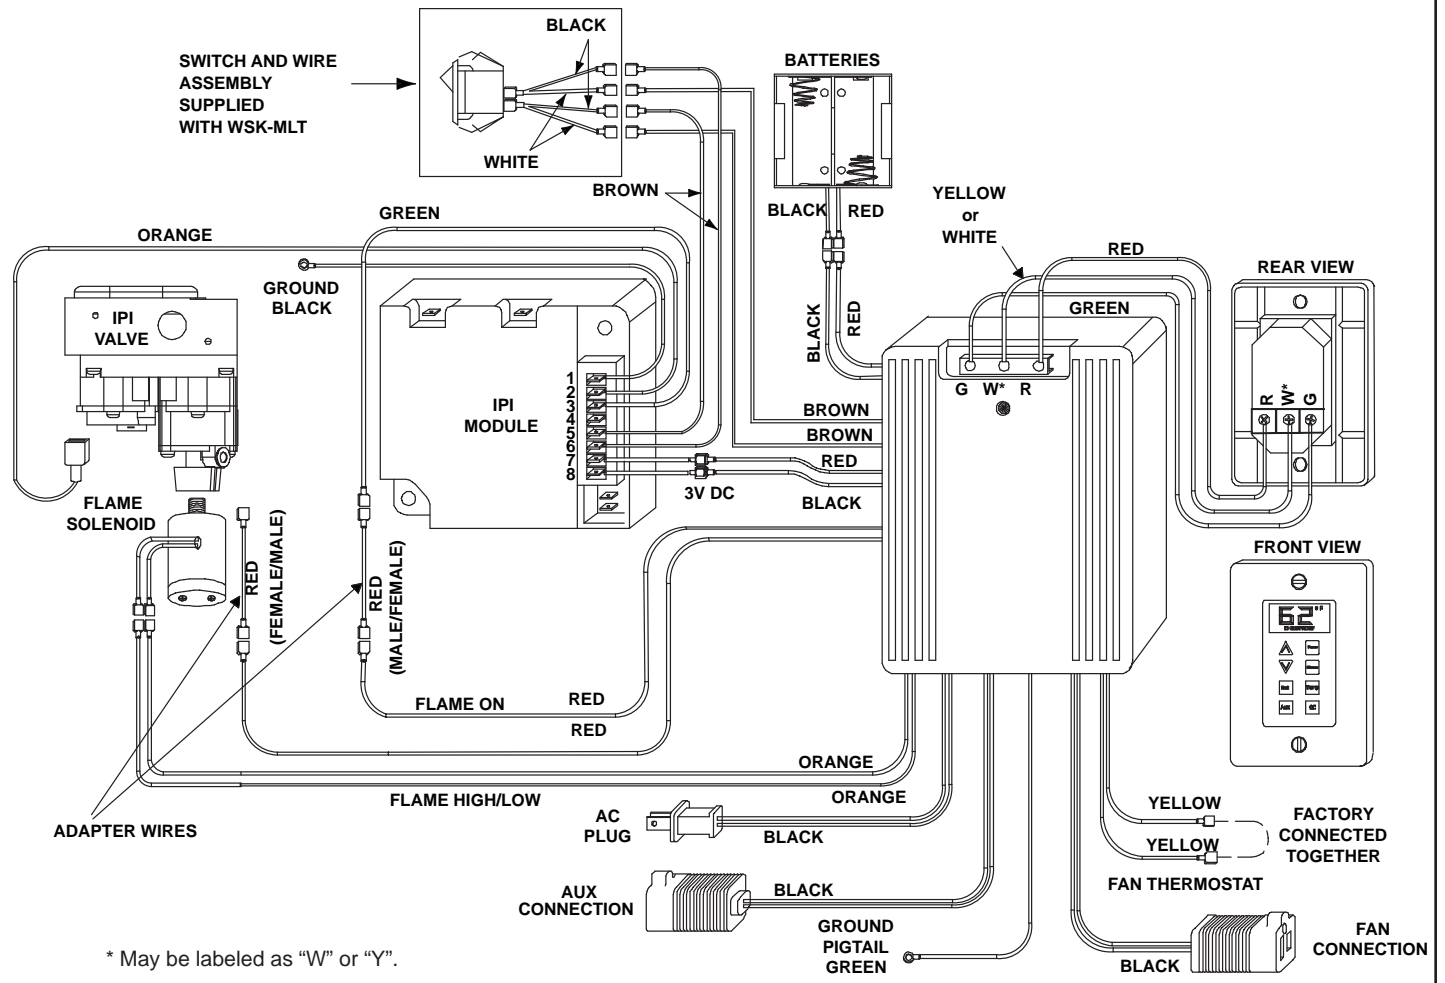 BLACK
SWITCH AND WIRE
ASSEMBLY
SUPPLIED
WITH WSK-MLT
WHITE
BROWN
BATTERIES
BLACK
RED
YELLOW
or
WHITE
RED
GREEN
REAR VIEW
GREEN
ORANGE
GROUND
BLACK
IPI
VALVE
BLACK
RED
IPI
MODULE
1
2
3
4
5
6
7
8
G W* R
R
W*
G
BROWN
BROWN
RED
3V DC
BLACK
FLAME
SOLENOID
RED
(FEMALE/MALE)
RED
(MALE/FEMALE)
FRONT VIEW
62°F
Temp
FLAME ON
RED
RED
ORANGE
FLAME HIGH/LOW
ORANGE
ADAPTER WIRES
AC
PLUG
BLACK
YELLOW
YELLOW
FACTORY
CONNECTED
TOGETHER
FAN THERMOSTAT
AUX
CONNECTION
BLACK
GROUND
PIGTAIL
GREEN
BLACK
FAN
CONNECTION
* May be labeled as “W” or “Y”.